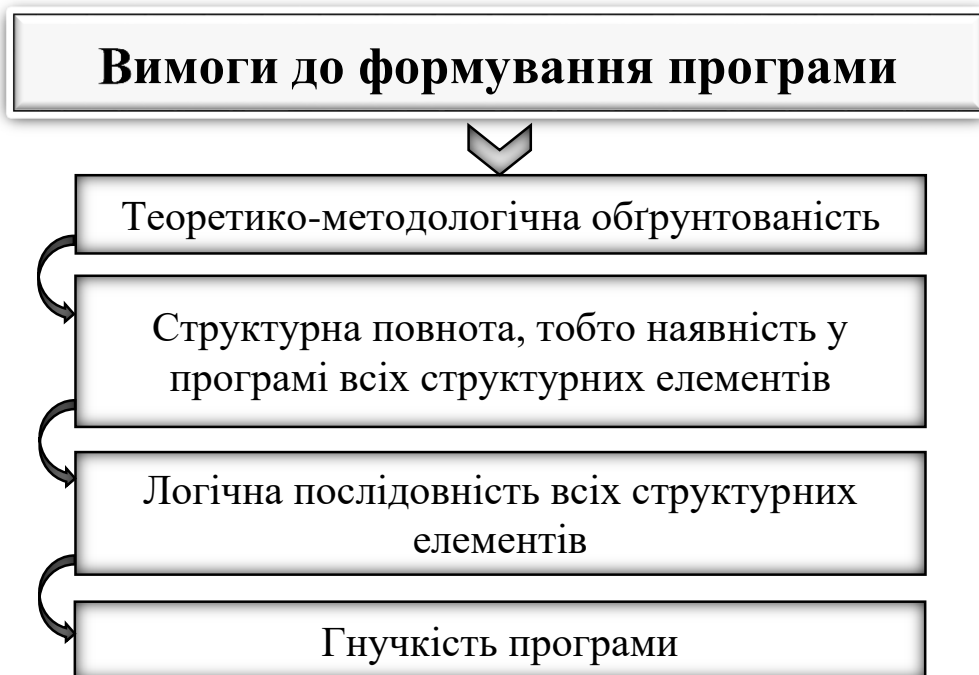 Вимоги до формування програми
Теоретико-методологічна обґрунтованість
Структурна повнота, тобто наявність у
програмі всіх структурних елементів
Логічна послідовність всіх структурних
елементів
Гнучкість програми